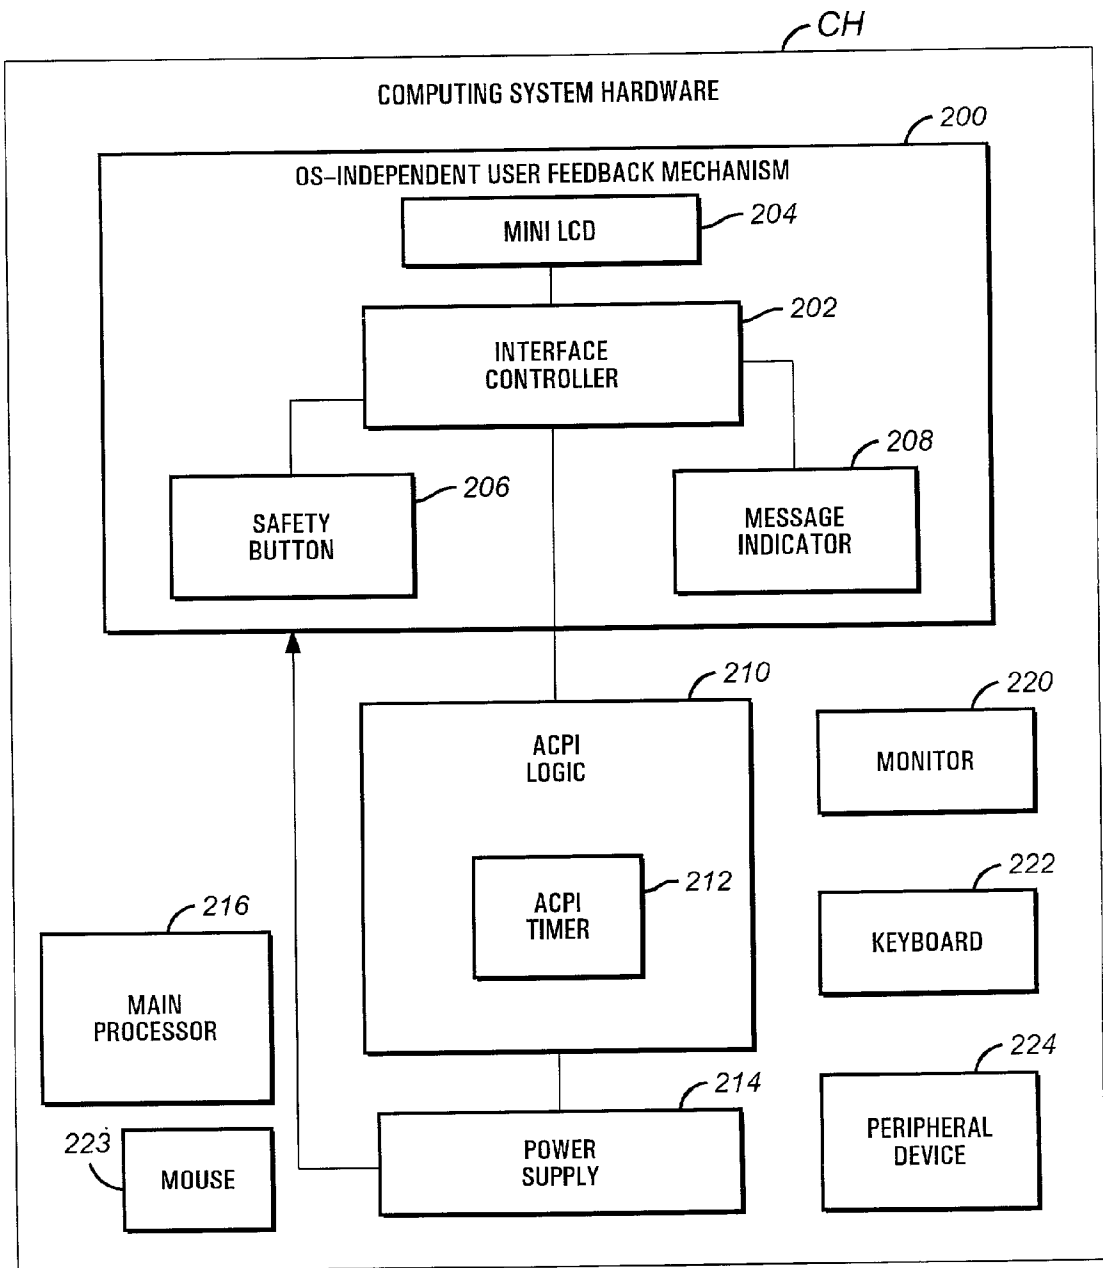 CH
COMPUTING SYSTEM HARDWARE
200
OS–INDEPENDENT USER FEEDBACK MECHANISM
MINI LCD
204
202
INTERFACE
CONTROLLER
206
SAFETY
BUTTON
208
MESSAGE
INDICATOR
210
ACPI
LOGIC
220
MONITOR
212
ACPI
TIMER
222
KEYBOARD
216
MAIN
PROCESSOR
214
POWER
SUPPLY
224
PERIPHERAL
DEVICE
223
MOUSE